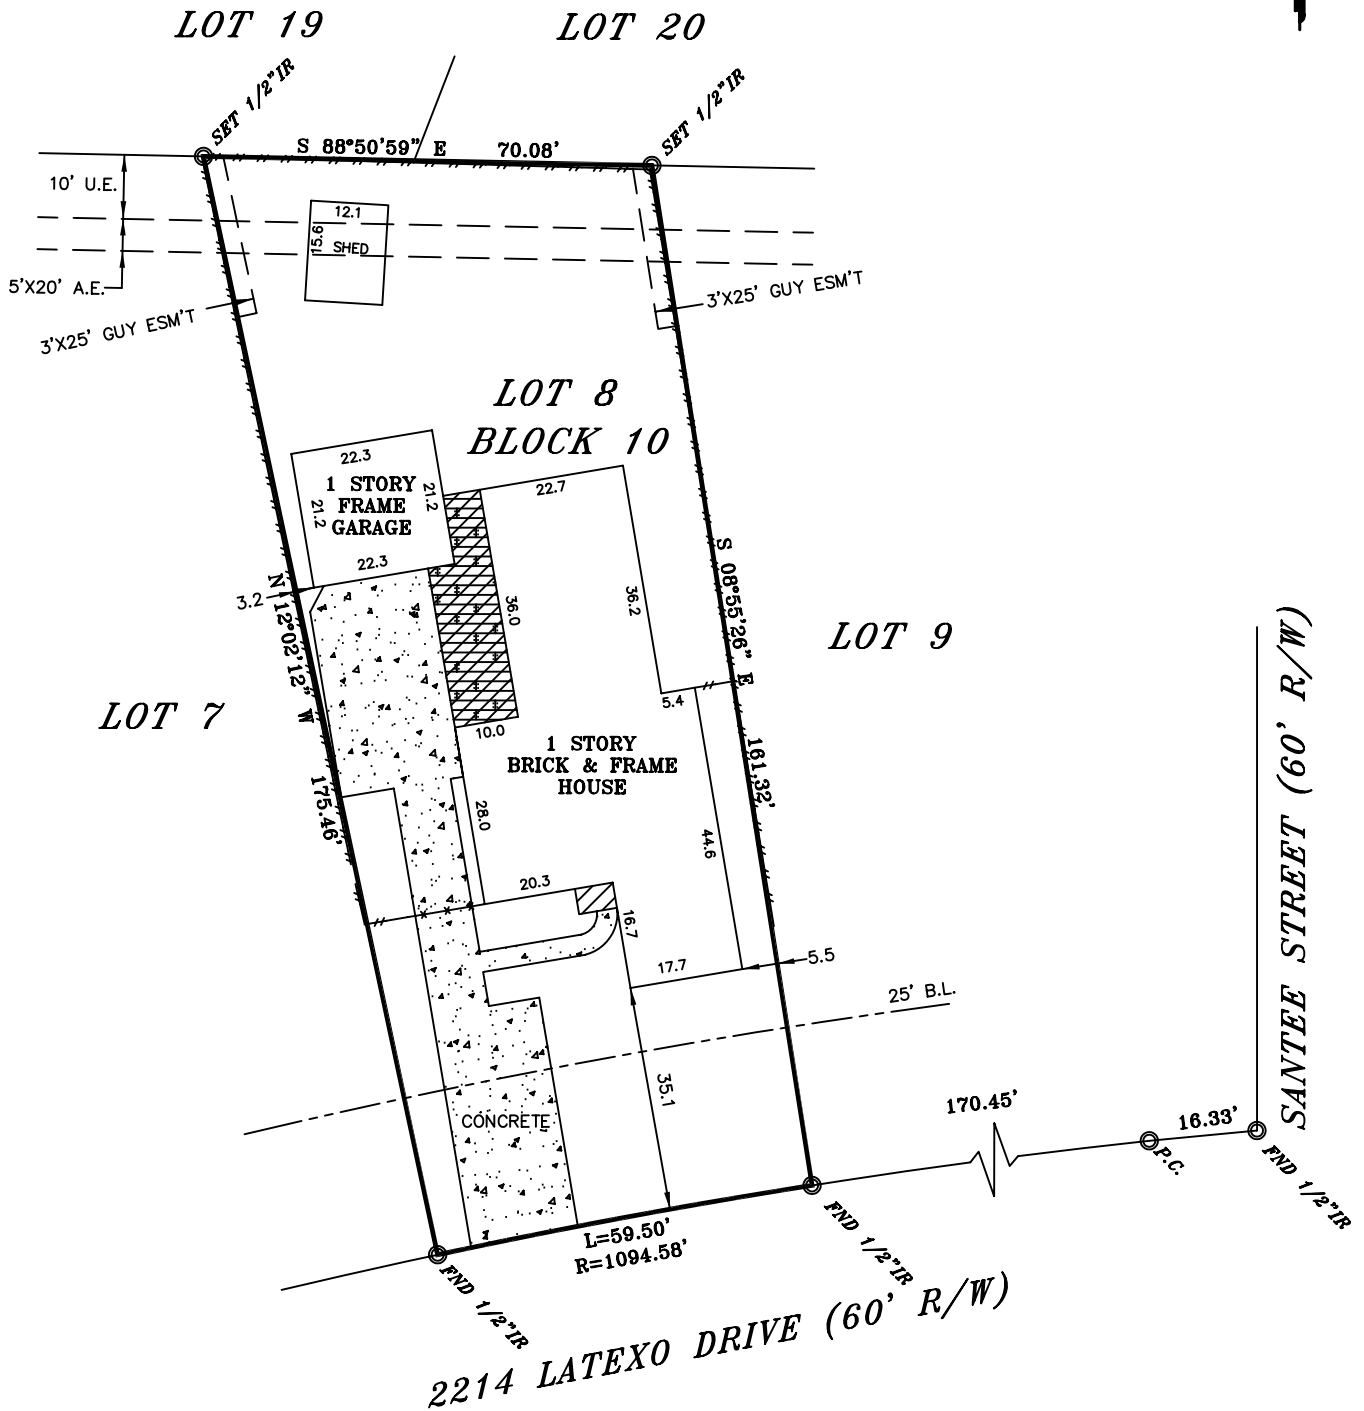 LOT 19
LOT 20
SET 1/2"IR
SET 1/2"IR
S 88°50'59" E 70.08'
10' U.E.
12.1
15.6
SHED
5'X20' A.E.
3'X25' GUY ESM'T
3'X25' GUY ESM'T
LOT 8
BLOCK 10
22.3
22.7
1 STORY
FRAME
GARAGE
21.2
21.2
22.3
3.2
36.0
36.2
N 12°02'12" W
175.46'
S 08°55'26" E
161.32'
LOT 9
LOT 7
5.4
10.0
1 STORY
BRICK & FRAME
HOUSE
28.0
44.6
20.3
16.7
17.7
5.5
25' B.L.
35.1
CONCRETE
170.45'
16.33'
P.C.
FND 1/2"IR
SANTEE STREET (60' R/W)
L=59.50'
R=1094.58'
FND 1/2"IR
FND 1/2"IR
2214 LATEXO DRIVE (60' R/W)